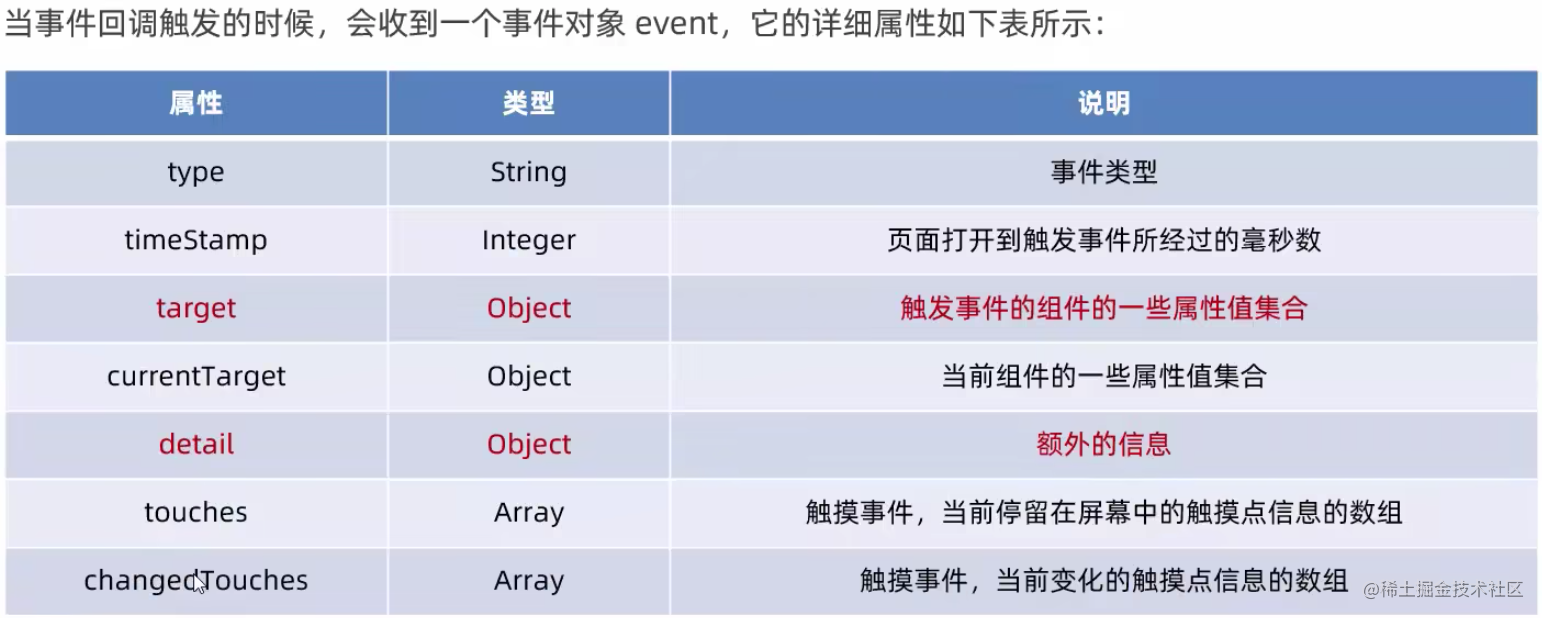 当事件回调触发的时候，会收到一个事件对象 event，它的详细属性如下表所示：
属性 类型 说明
type String 事件类型
timeStamp Integer 页面打开到触发事件所经过的毫秒数
target Object 触发事件的组件的一些属性值集合
currentTarget Object 当前组件的一些属性值集合
detail Object 额外的信息
touches Array 触摸事件，当前停留在屏幕中的触摸点信息的数组
changedTouches Array 触摸事件，当前变化的触摸点信息的数组
@稀土掘金技术社区